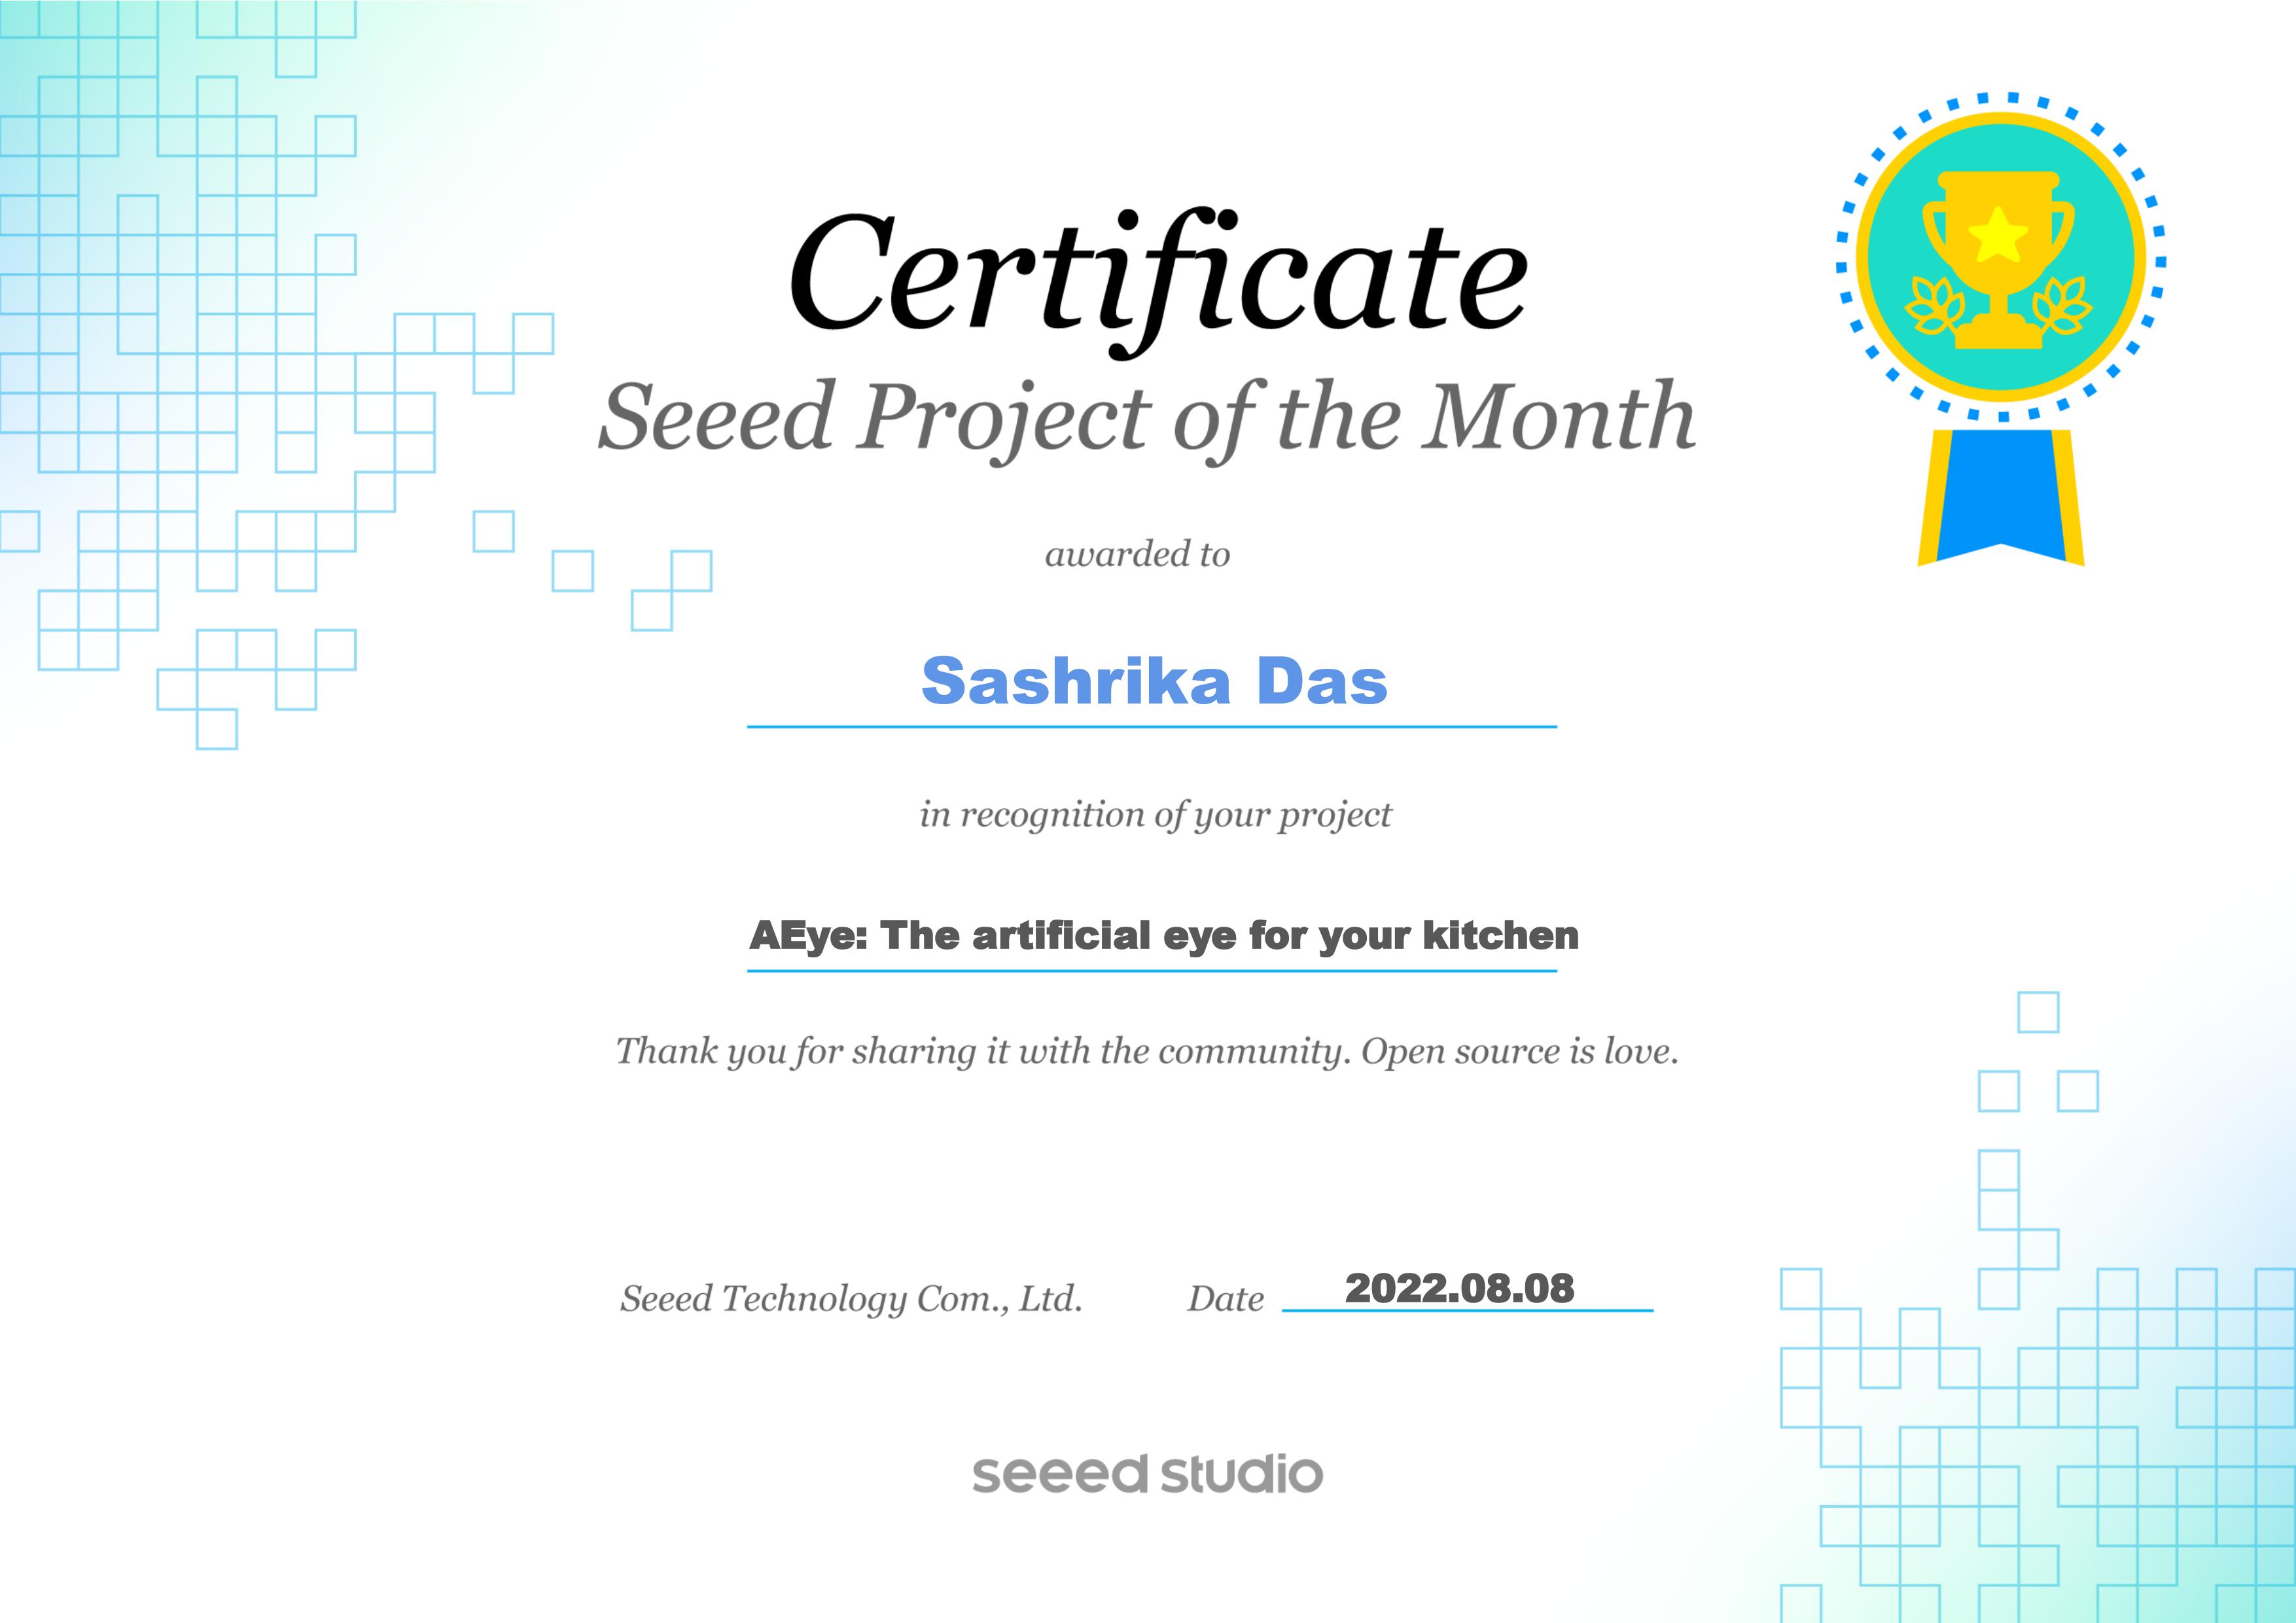 Certificate
Seeed Project of the Month
awarded to
Sashrika Das
in recognition of your project
AEye: The artificial eye for your kitchen
Thank you for sharing it with the community. Open source is love.
Seeed Technology Com., Ltd. Date 2022.08.08
seeed studio